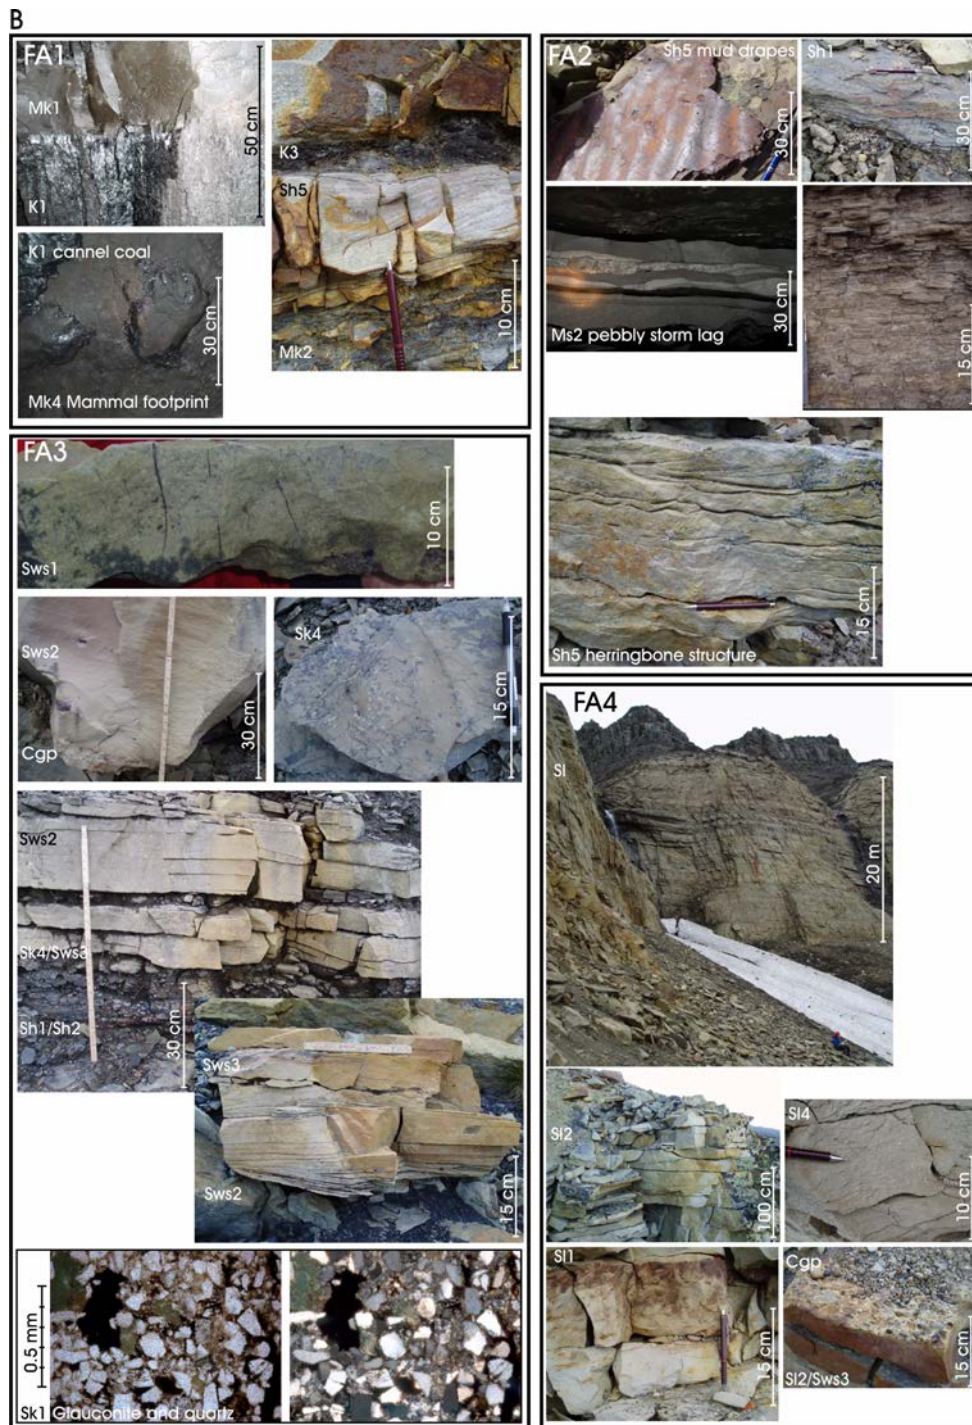 B
FA1
Mk1
K1
50 cm
K3
Sh5
Mk2
10 cm
K1 cannel coal
30 cm
Mk4 Mammal footprint
FA2
Sh5 mud drapes
30 cm
Sh1
30 cm
Ms2 pebbly storm lag
30 cm
15 cm
Sh5 herringbone structure
15 cm
FA3
Sws1
10 cm
Sws2
Cgp
30 cm
Sk4
15 cm
Sws2
Sk4/Sws3
Sh1/Sh2
30 cm
Sws3
Sws2
15 cm
0.5 mm
Sk1 Glauconite and quartz
FA4
Sl
20 m
Sl2
100 cm
Sl4
10 cm
Sl1
15 cm
Cgp
Sl2/Sws3
15 cm